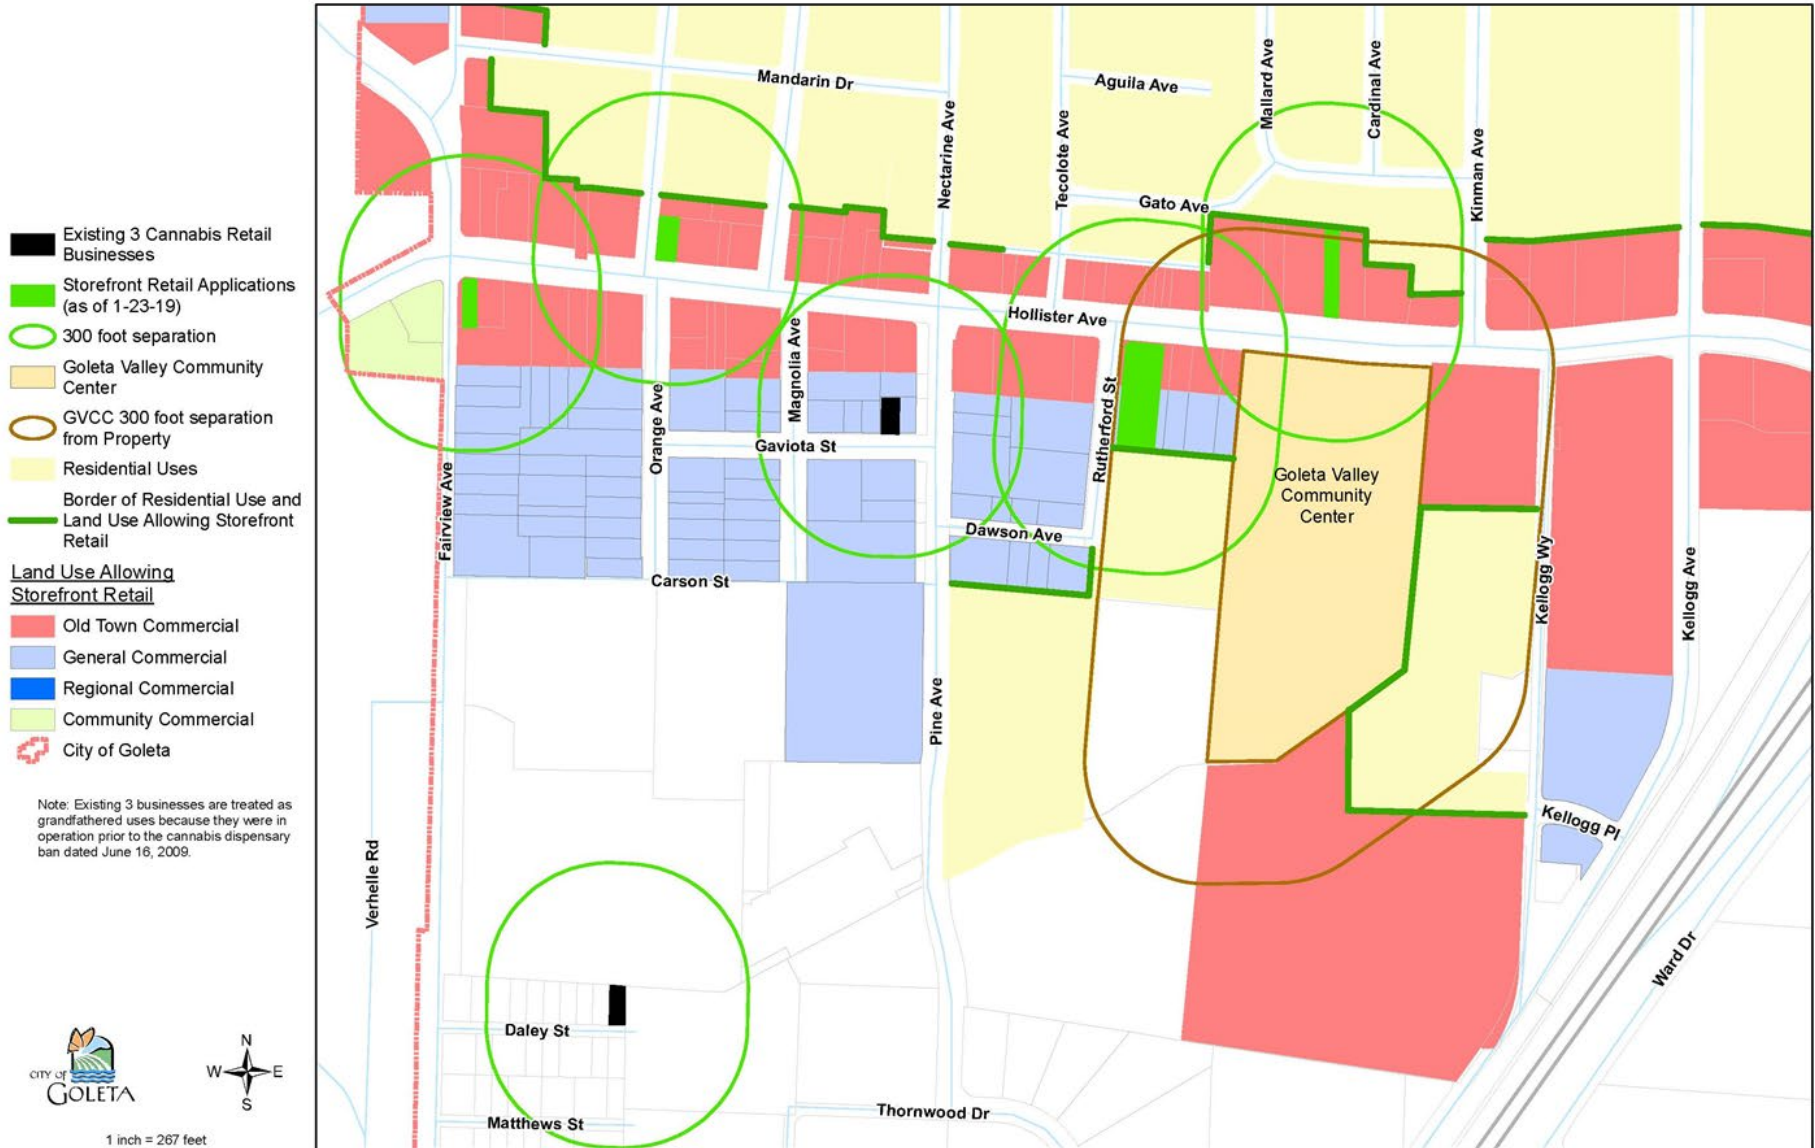 Existing 3 Cannabis Retail
Businesses
Storefront Retail Applications
(as of 1-23-19)
300 foot separation
Goleta Valley Community
Center
GVCC 300 foot separation
from Property
Residential Uses
Border of Residential Use and
Land Use Allowing Storefront
Retail
Land Use Allowing
Storefront Retail
Old Town Commercial
General Commercial
Regional Commercial
Community Commercial
City of Goleta
Note: Existing 3 businesses are treated as
grandfathered uses because they were in
operation prior to the cannabis dispensary
ban dated June 16, 2009.
CITY OF
GOLETA
N
W
E
S
1 inch = 267 feet
Mandarin Dr
Aguila Ave
Mallard Ave
Cardinal Ave
Nectarine Ave
Tecolote Ave
Kinman Ave
Gato Ave
Hollister Ave
Magnolia Ave
Orange Ave
Gaviota St
Rutherford St
Fairview Ave
Goleta Valley
Community
Center
Dawson Ave
Carson St
Kellogg Wy
Kellogg Ave
Pine Ave
Kellogg Pl
Verhelle Rd
Ward Dr
Daley St
Matthews St
Thornwood Dr